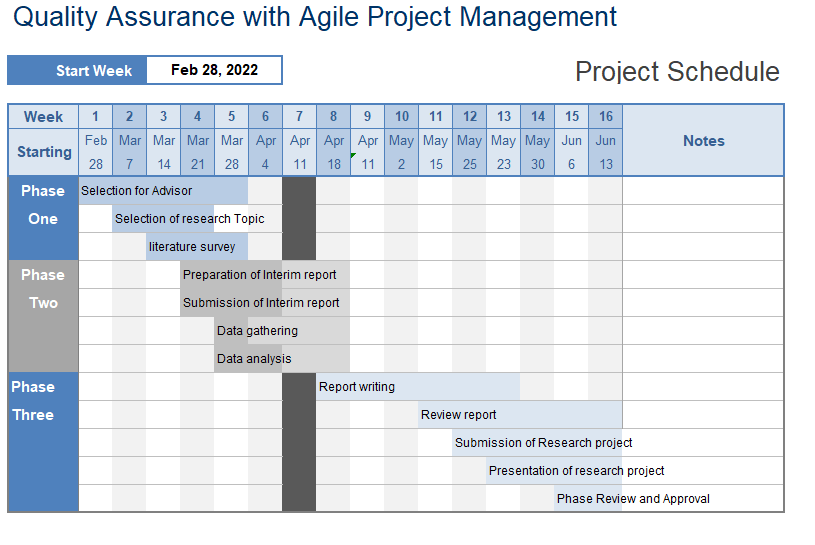 Quality Assurance with Agile Project Management
Start Week Feb 28, 2022
Project Schedule
Week 1 2 3 4 5 6 7 8 9 10 11 12 13 14 15 16
Starting Feb Mar Mar Mar Mar Apr Apr Apr Apr May May May May May Jun Jun Notes
28 7 14 21 28 4 11 18 11 2 15 25 23 30 6 13
Phase Selection for Advisor
One Selection of research Topic
literature survey
Phase Preparation of Interim report
Two Submission of Interim report
Data gathering
Data analysis
Phase Report writing
Three Review report
Submission of Research project
Presentation of research project
Phase Review and Approval